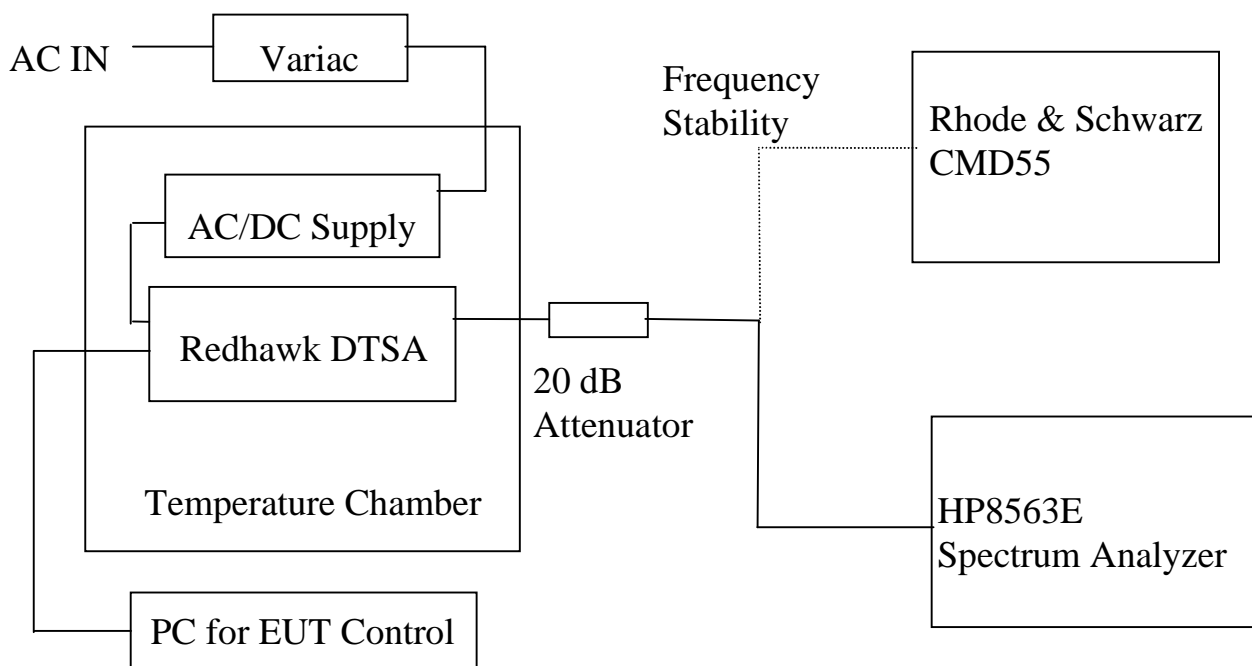 AC IN
Variac
Frequency
Stability
Rhode & Schwarz
CMD55
AC/DC Supply
Redhawk DTSA
20 dB
Attenuator
Temperature Chamber
HP8563E
Spectrum Analyzer
PC for EUT Control